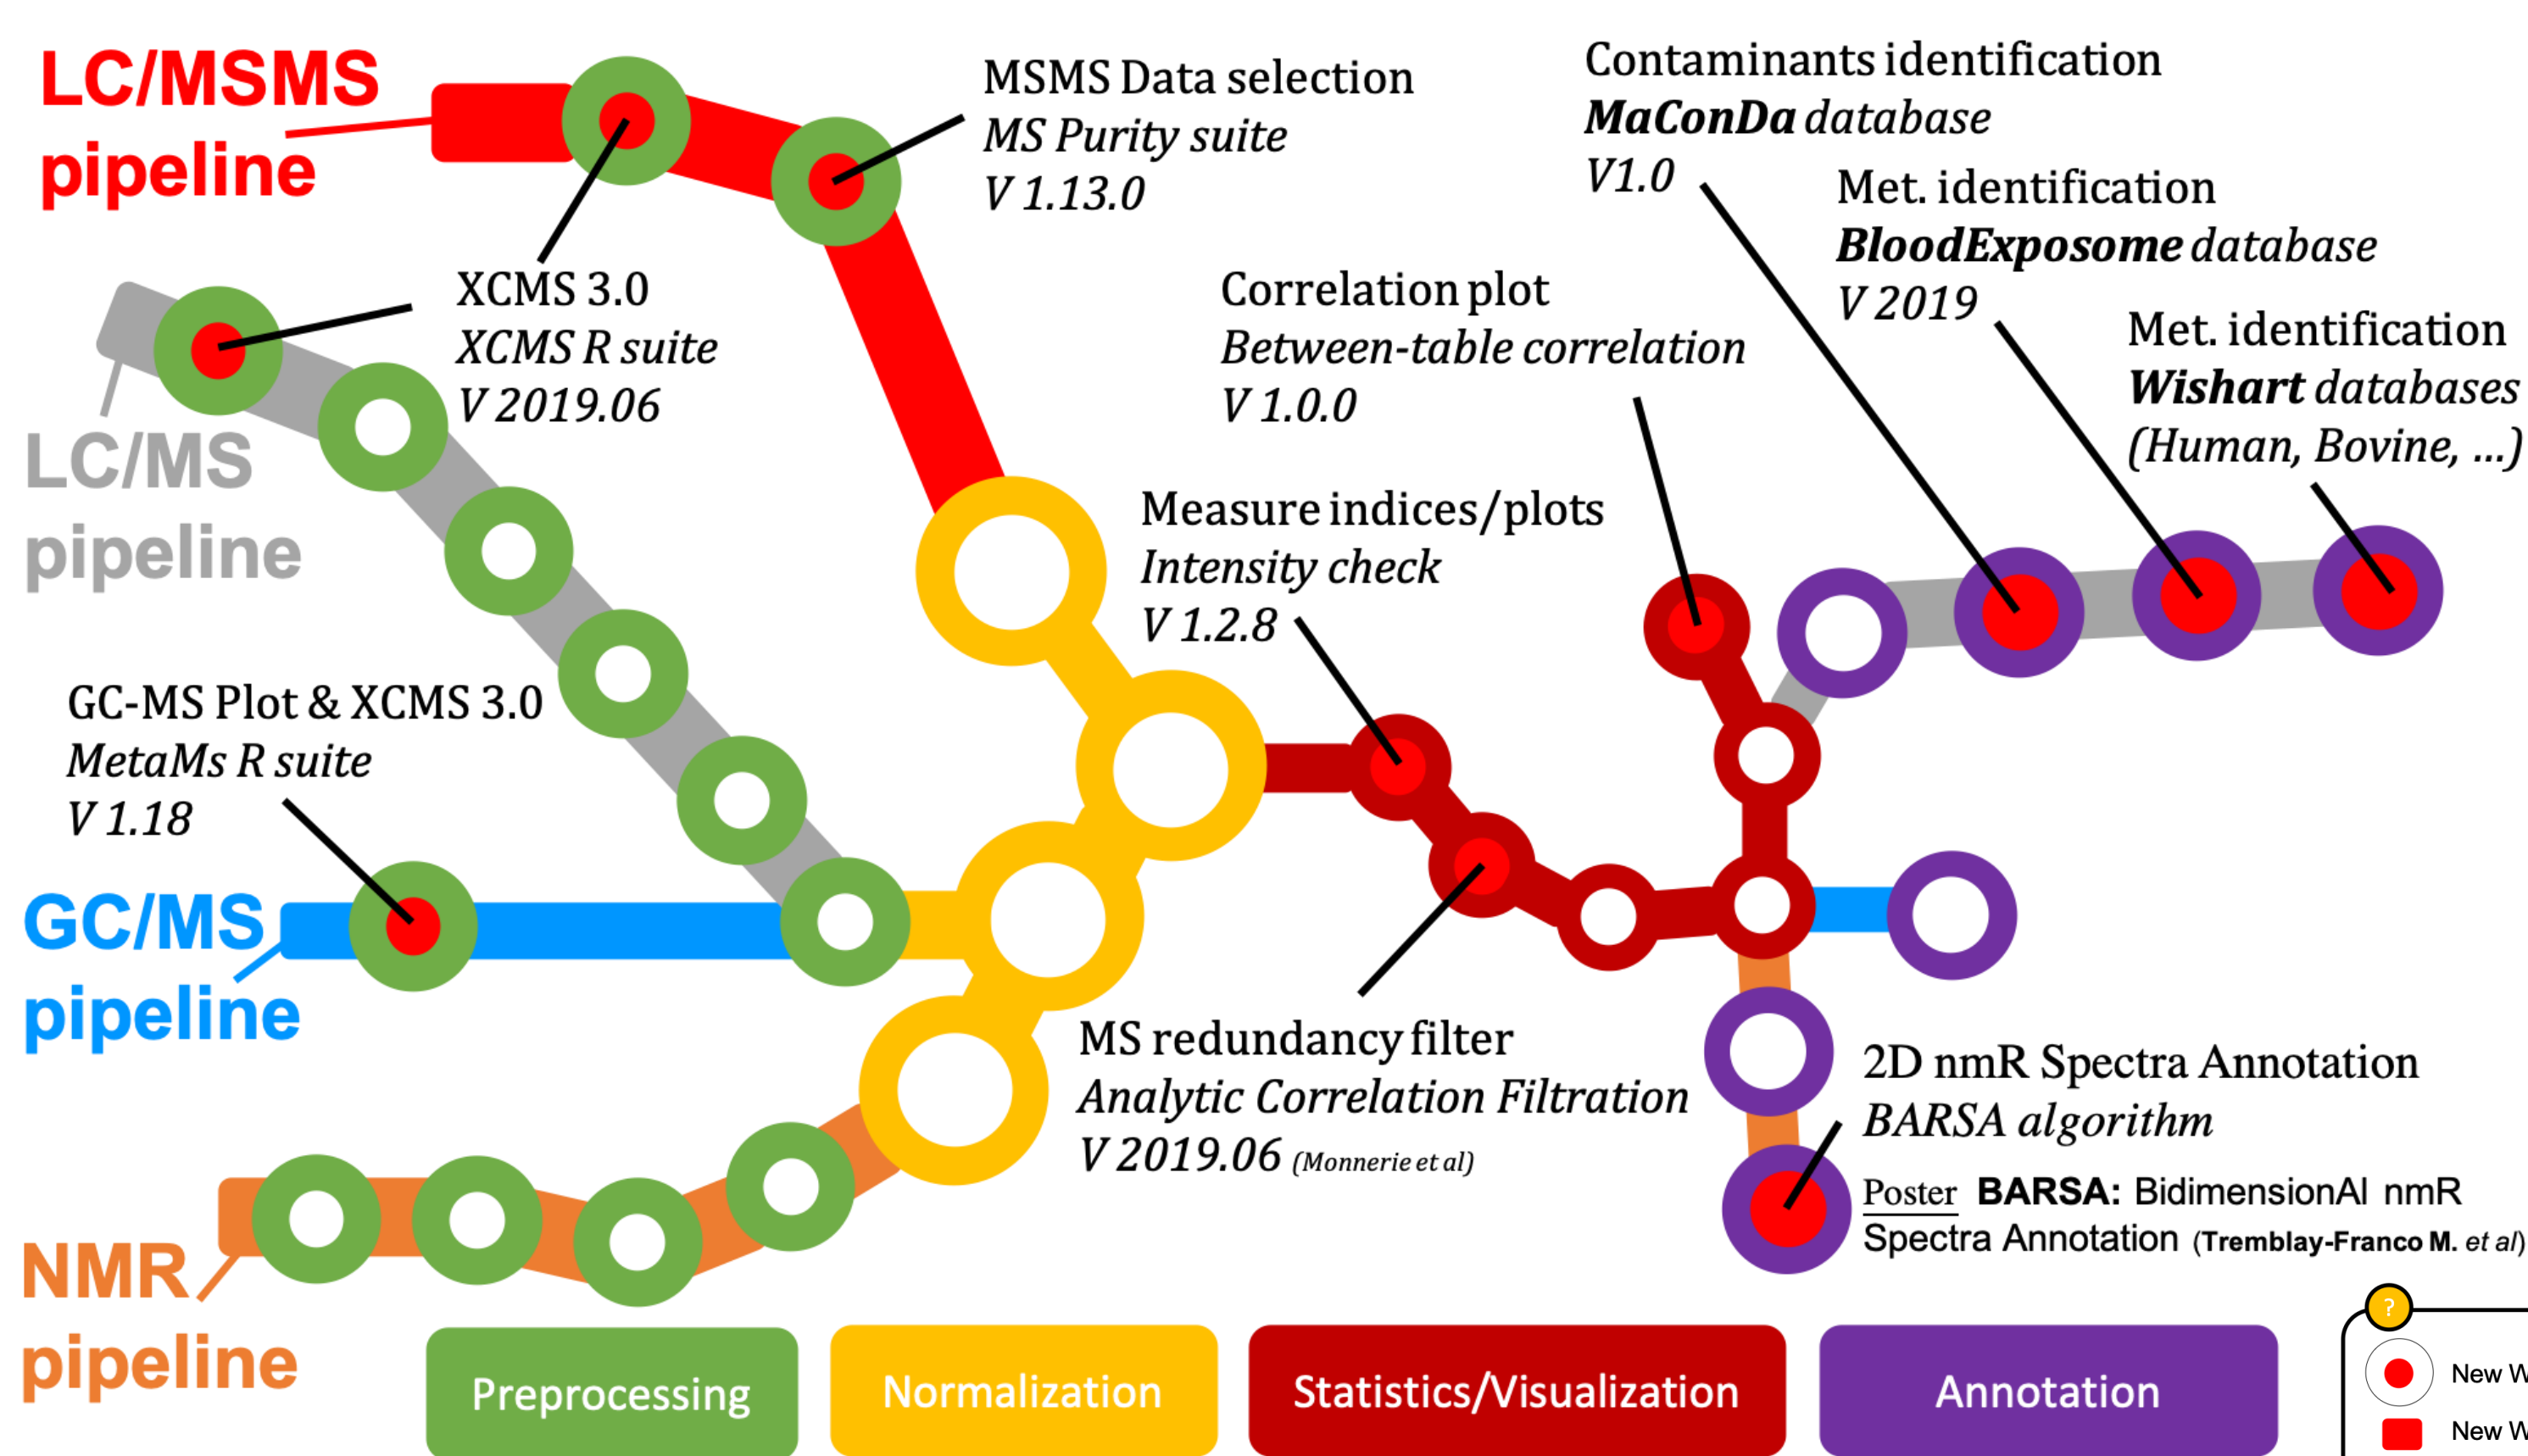 LC/MSMS
pipeline
MSMS Data selection
MS Purity suite
V 1.13.0
Contaminants identification
MaConDa database
V1.0
Met. identification
BloodExposome database
V 2019
Met. identification
Wishart databases
(Human, Bovine, ...)
XCMS 3.0
XCMS R suite
V 2019.06
Correlation plot
Between-table correlation
V 1.0.0
LC/MS
pipeline
Measure indices/plots
Intensity check
V 1.2.8
GC-MS Plot & XCMS 3.0
MetaMs R suite
V 1.18
GC/MS
pipeline
MS redundancy filter
Analytic Correlation Filtration
V 2019.06 (Monnerie et al)
2D nmR Spectra Annotation
BARSA algorithm
Poster BARSA: BidimensionAl nmR
Spectra Annotation (Tremblay-Franco M. et al)
NMR
pipeline
Preprocessing
Normalization
Statistics/Visualization
Annotation
?
New
New